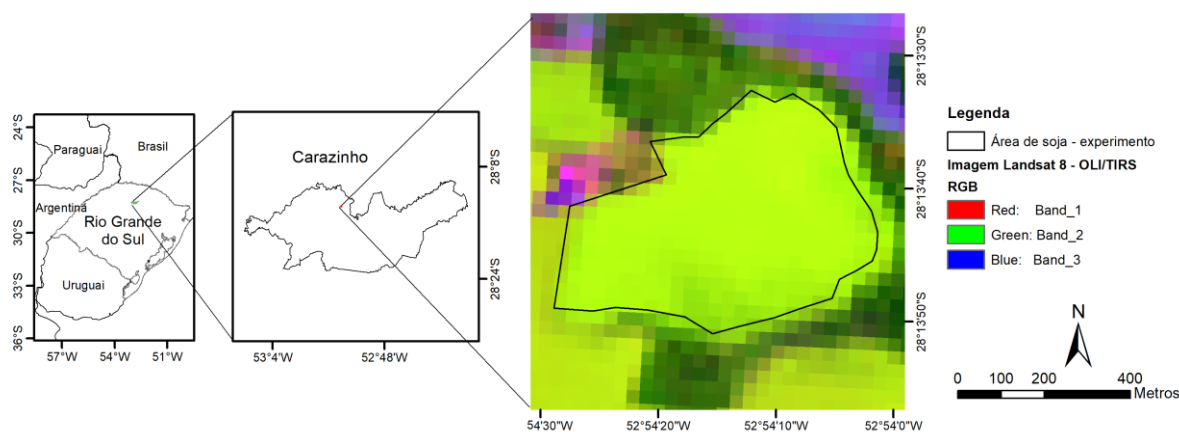 24°S
27°S
30°S
33°S
36°S
Paraguai
Brasil
Argentina
Rio Grande
do Sul
Uruguai
57°W
54°W
51°W
Carazinho
28°8'S
28°24'S
53°4'W
52°48'W
28°13'30"S
28°13'40"S
28°13'50"S
54'30"W
52°54'20"W
52°54'10"W
52°54'0"W
Legenda
Área de soja - experimento
Imagem Landsat 8 - OLI/TIRS
RGB
Red: Band_1
Green: Band_2
Blue: Band_3
N
0 100 200 400
Metros